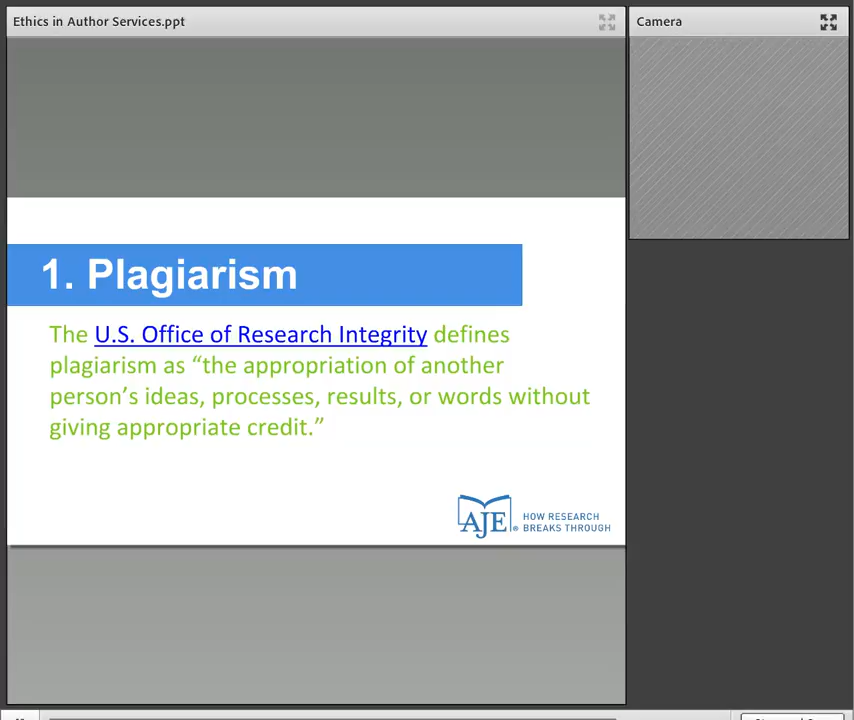 Ethics in Author Services.ppt
Camera
1. Plagiarism
The U.S. Office of Research Integrity defines
plagiarism as “the appropriation of another
person’s ideas, processes, results, or words without
giving appropriate credit.”
AJE® HOW RESEARCH
BREAKS THROUGH